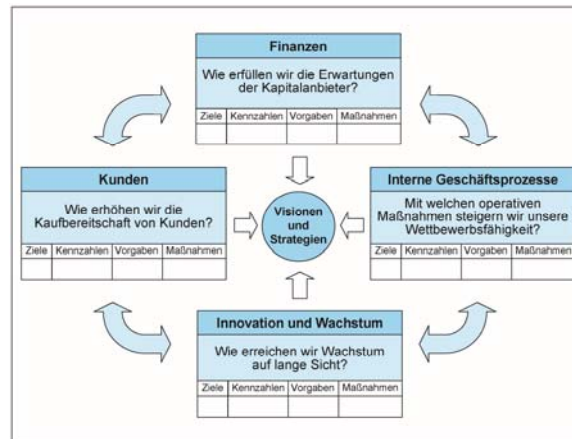 Finanzen
Wie erfüllen wir die Erwartungen
der Kapitalanbieter?
Ziele Kennzahlen Vorgaben Maßnahmen
Kunden
Wie erhöhen wir die
Kaufbereitschaft von Kunden?
Ziele Kennzahlen Vorgaben Maßnahmen
Visionen
und
Strategien
Interne Geschäftsprozesse
Mit welchen operativen
Maßnahmen steigern wir unsere
Wettbewerbsfähigkeit?
Ziele Kennzahlen Vorgaben Maßnahmen
Innovation und Wachstum
Wie erreichen wir Wachstum
auf lange Sicht?
Ziele Kennzahlen Vorgaben Maßnahmen